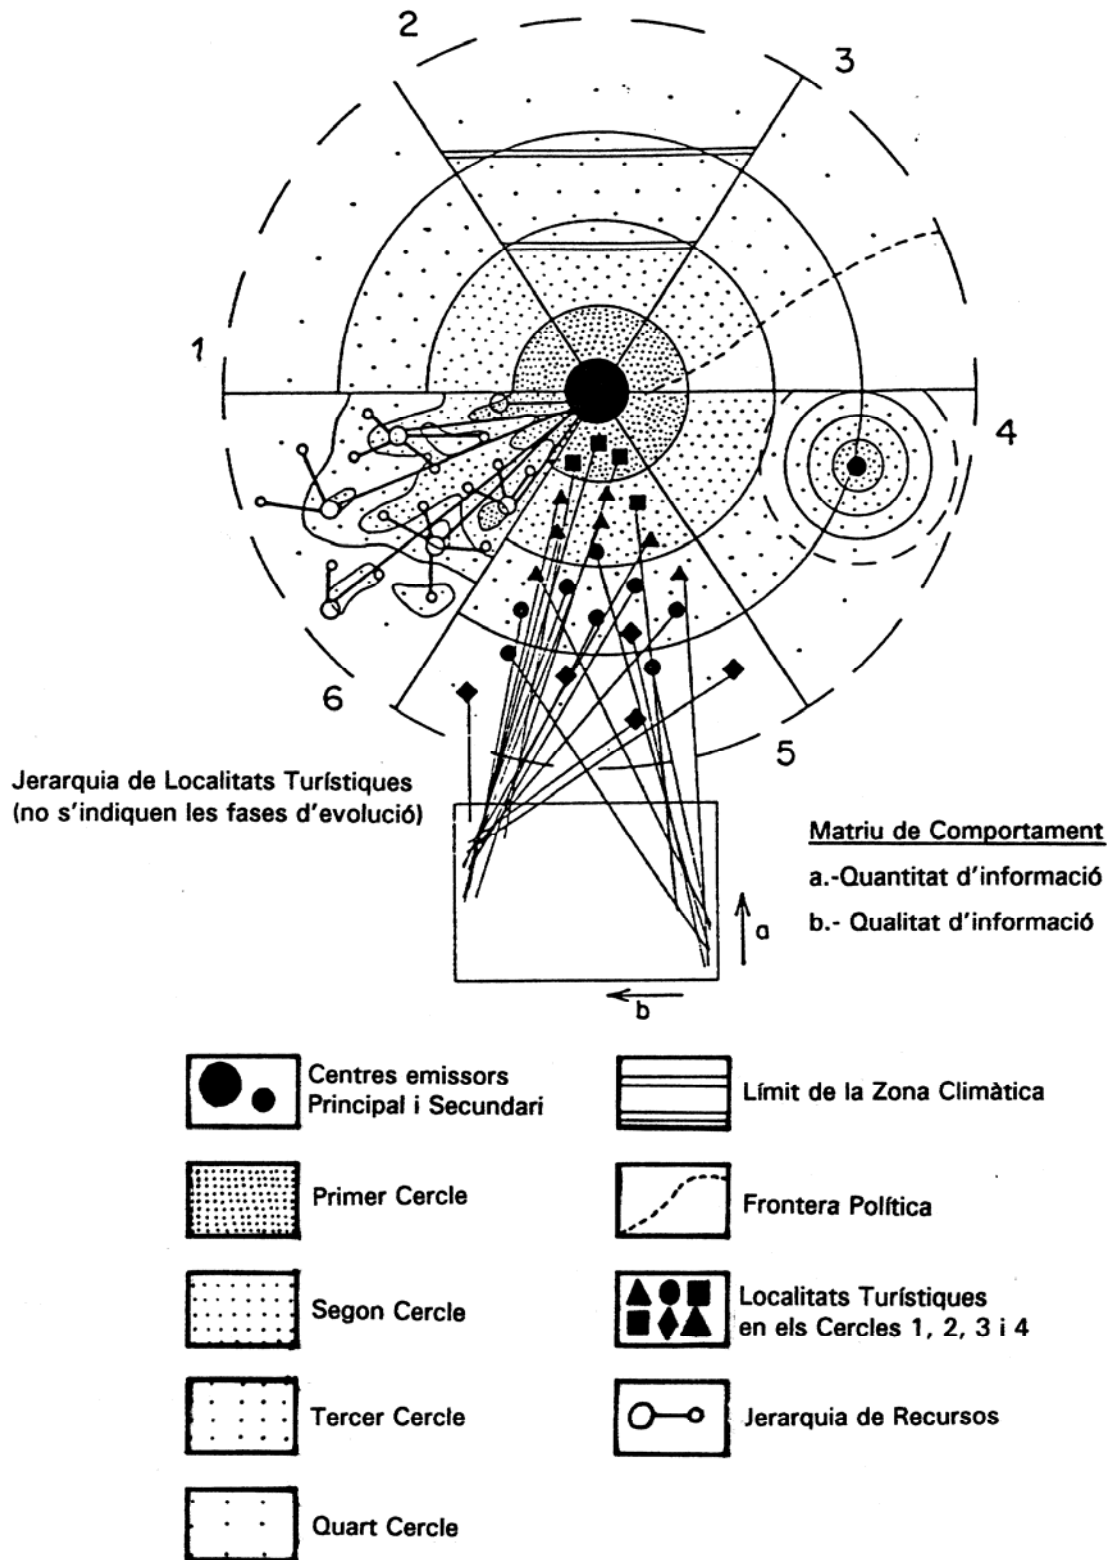 2
3
1
4
6
5
Jerarquia de Localitats Turístiques
(no s'indiquen les fases d'evolució)
Matriu de Comportament
a.-Quantitat d'informació
b.- Qualitat d'informació
a
b
Centres emissors
Principal i Secundari
Límit de la Zona Climàtica
Primer Cercle
Frontera Política
Segon Cercle
Localitats Turístiques
en els Cercles 1, 2, 3 i 4
Tercer Cercle
Jerarquia de Recursos
Quart Cercle